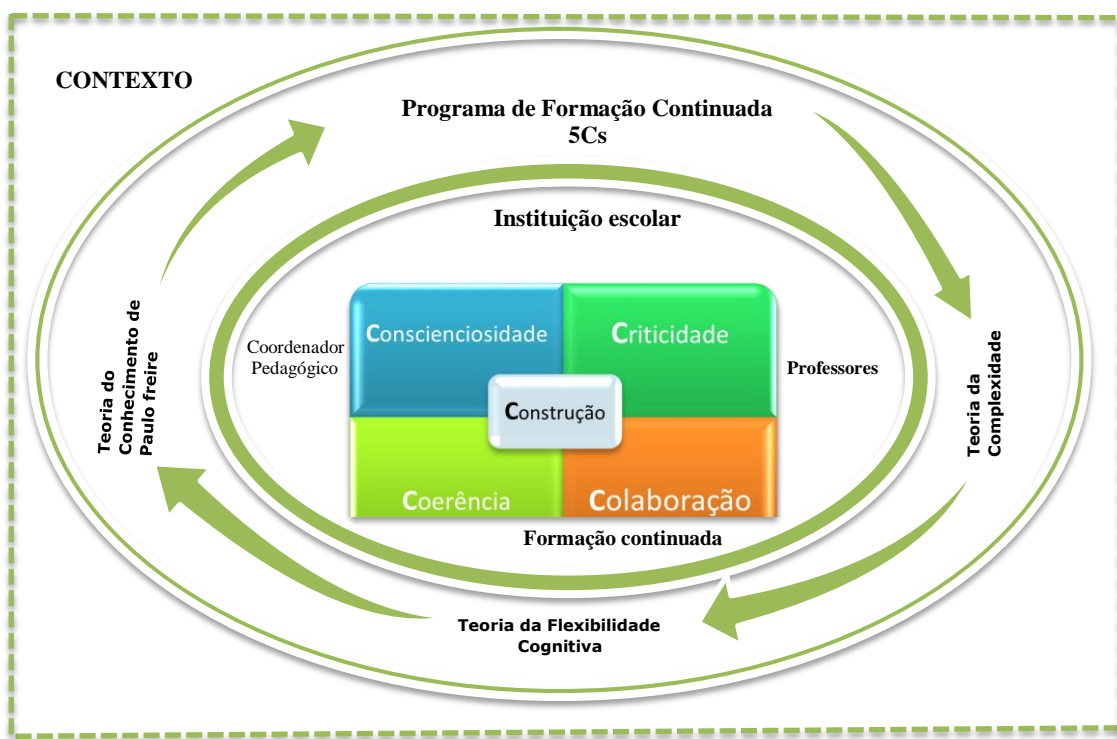 CONTEXTO
Programa de Formação Continuada
5Cs
Instituição escolar
Conscienciosidade
Criticidade
Coordenador
Pedagógico
Professores
Construção
Coerência
Colaboração
Formação continuada
Teoria do
Conhecimento de
Paulo freire
Teoria da
Complexidade
Teoria da Flexibilidade
Cognitiva